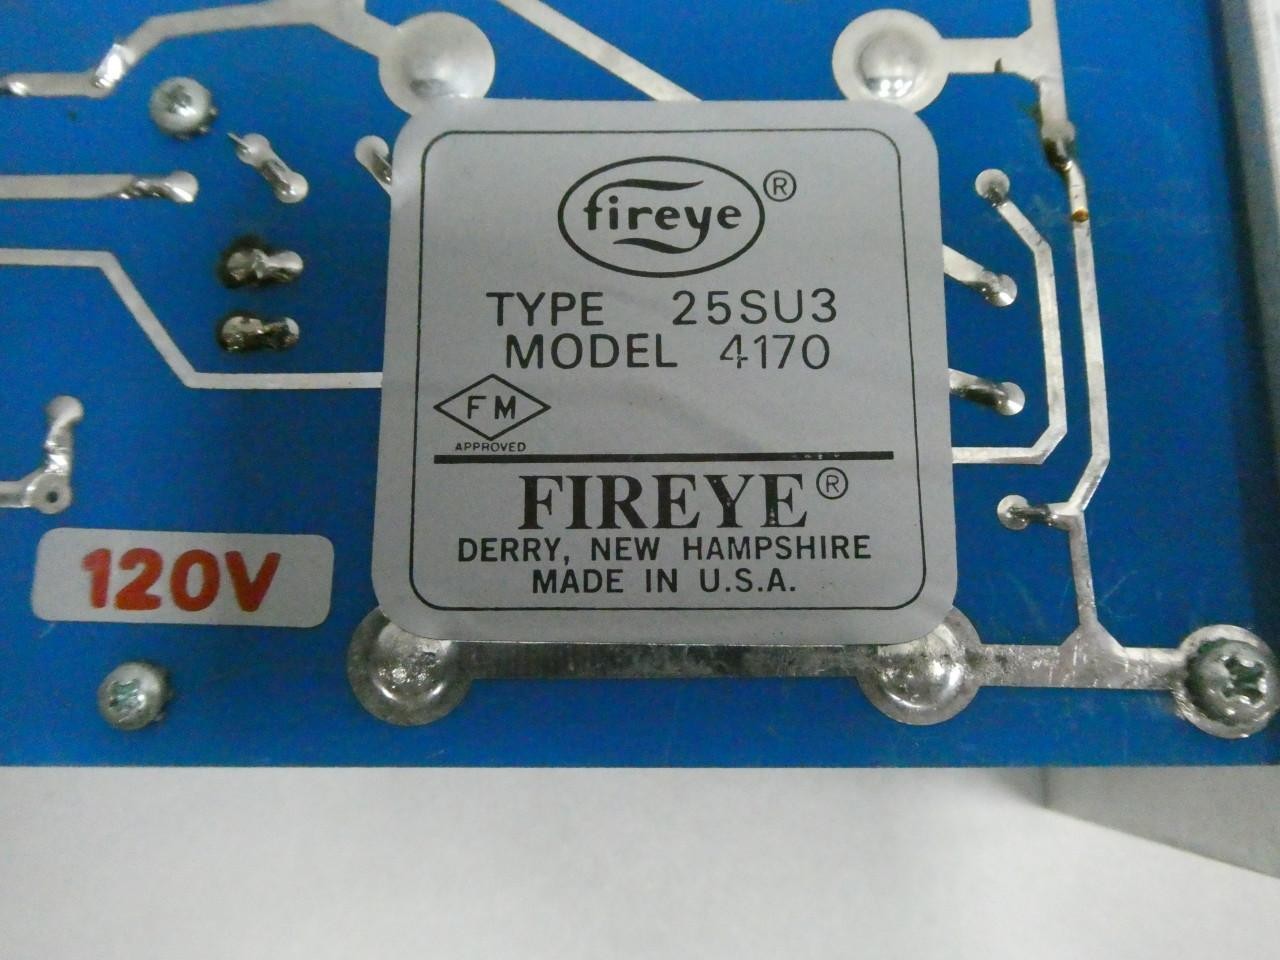 fireye ®
TYPE 25SU3
MODEL 4170
FM
APPROVED
FIREYE ®
DERRY, NEW HAMPSHIRE
MADE IN U.S.A.
120V